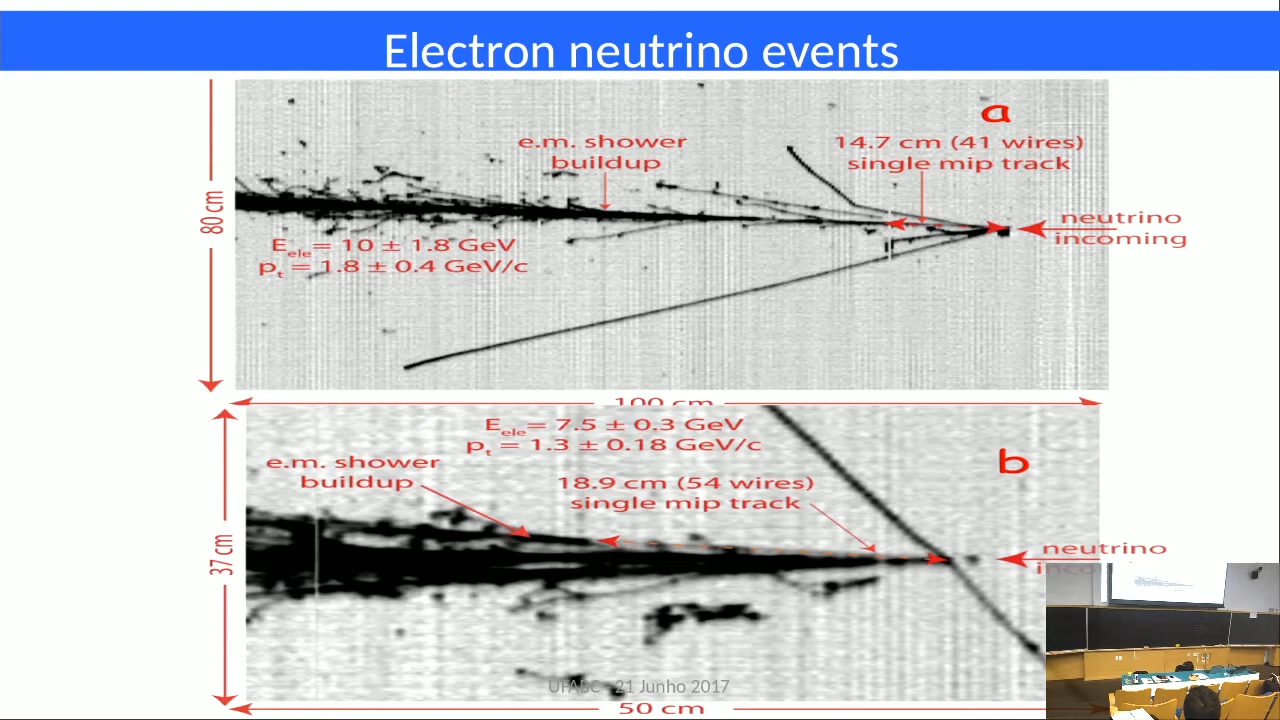 Electron neutrino events
a
e.m. shower
buildup
14.7 cm (41 wires)
single mip track
80 cm
neutrino
incoming
Eele= 10 ± 1.8 GeV
pt = 1.8 ± 0.4 GeV/c
100 cm
Eele= 7.5 ± 0.3 GeV
pt = 1.3 ± 0.18 GeV/c
b
e.m. shower
buildup
18.9 cm (54 wires)
single mip track
37 cm
neutrino
UFABC - 21 Junho 2017
50 cm